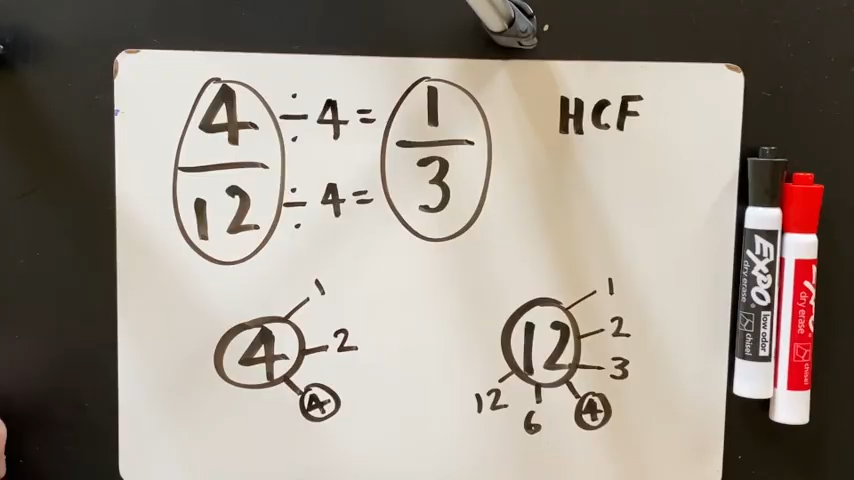 4/12 ÷ 4 = 1/3 ÷ 4 =
HCF
4
1
2
4
12
1
2
3
4
6
12
EXPO
dry erase
low odor
chisel
dry erase
chisel